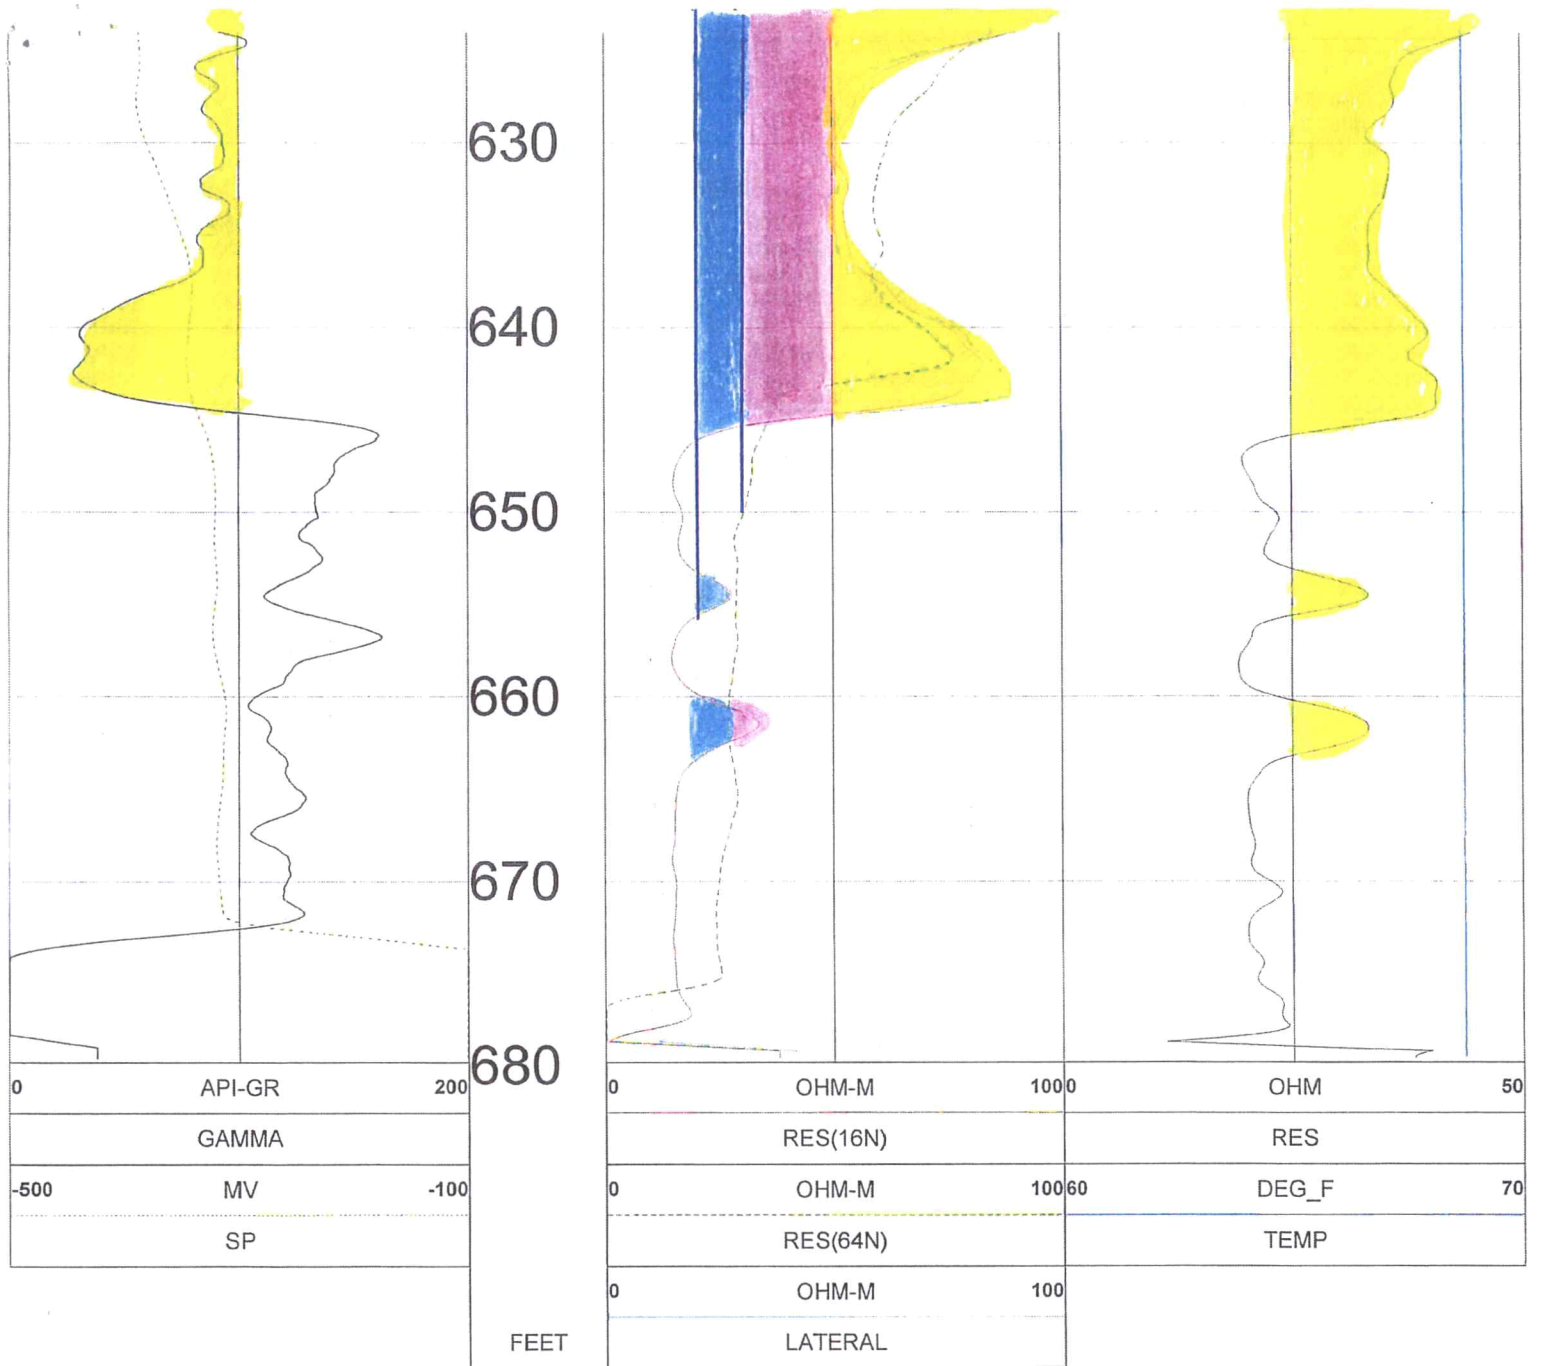 630
640
650
660
670
680
0 API-GR 200
0 OHM-M 100
0 OHM 50
GAMMA
RES(16N)
RES
-500 MV -100
0 OHM-M 100
60 DEG_F 70
SP
RES(64N)
TEMP
0 OHM-M 100
FEET
LATERAL